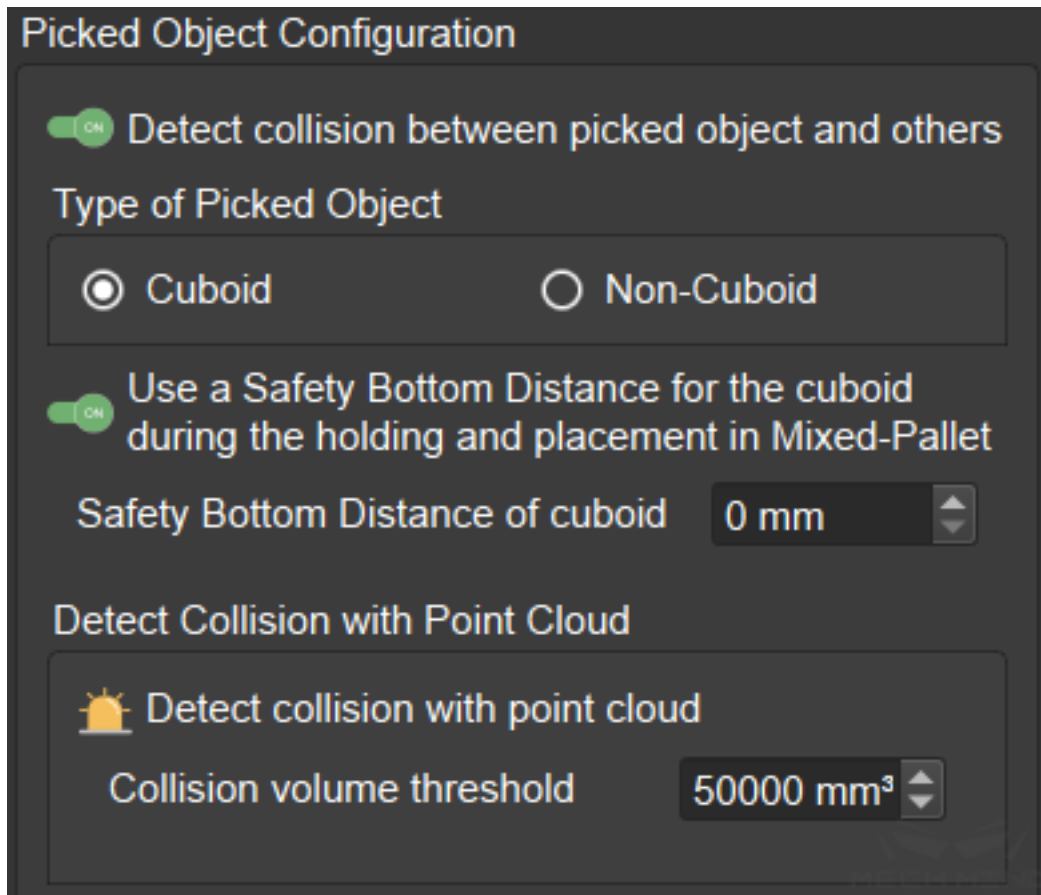 Picked Object Configuration
ON Detect collision between picked object and others
Type of Picked Object
Cuboid Non-Cuboid
Use a Safety Bottom Distance for the cuboid
ON during the holding and placement in Mixed-Pallet
Safety Bottom Distance of cuboid 0 mm
Detect Collision with Point Cloud
Detect collision with point cloud
Collision volume threshold 50000 mm³